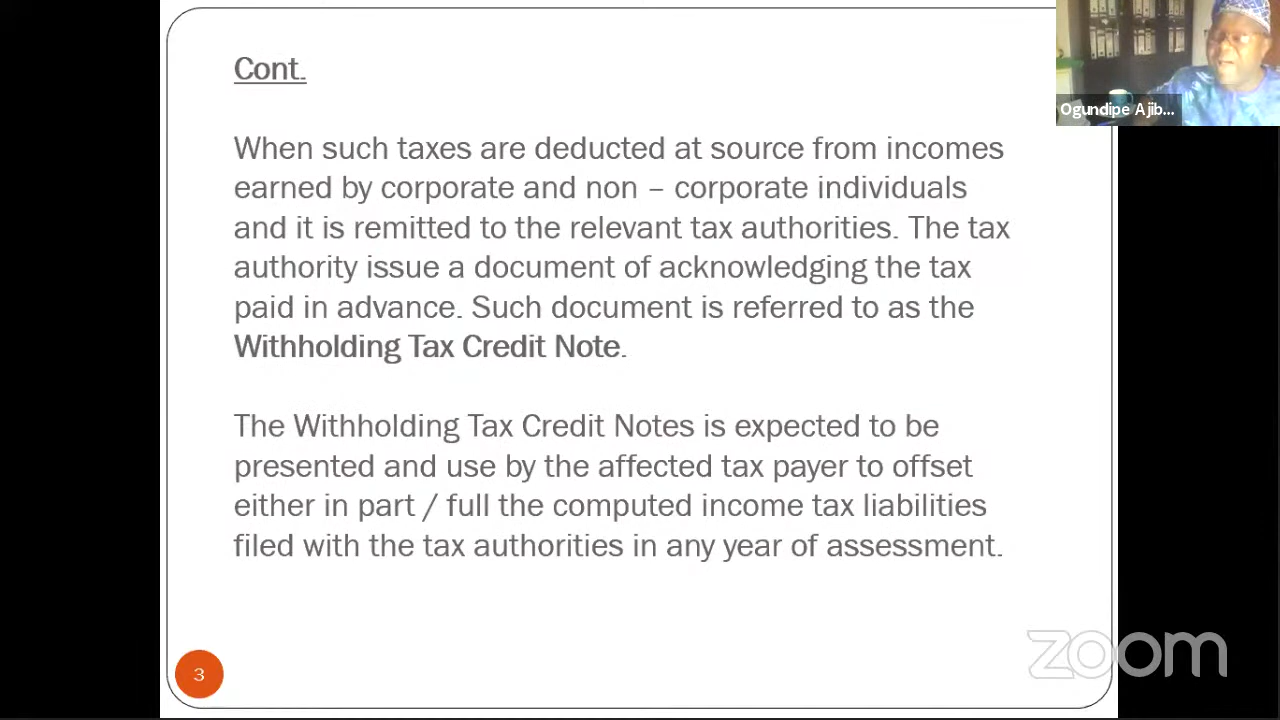 Cont.
When such taxes are deducted at source from incomes
earned by corporate and non – corporate individuals
and it is remitted to the relevant tax authorities. The tax
authority issue a document of acknowledging the tax
paid in advance. Such document is referred to as the
Withholding Tax Credit Note.
The Withholding Tax Credit Notes is expected to be
presented and use by the affected tax payer to offset
either in part / full the computed income tax liabilities
filed with the tax authorities in any year of assessment.
3
Ogundipe Ajib...
zoom